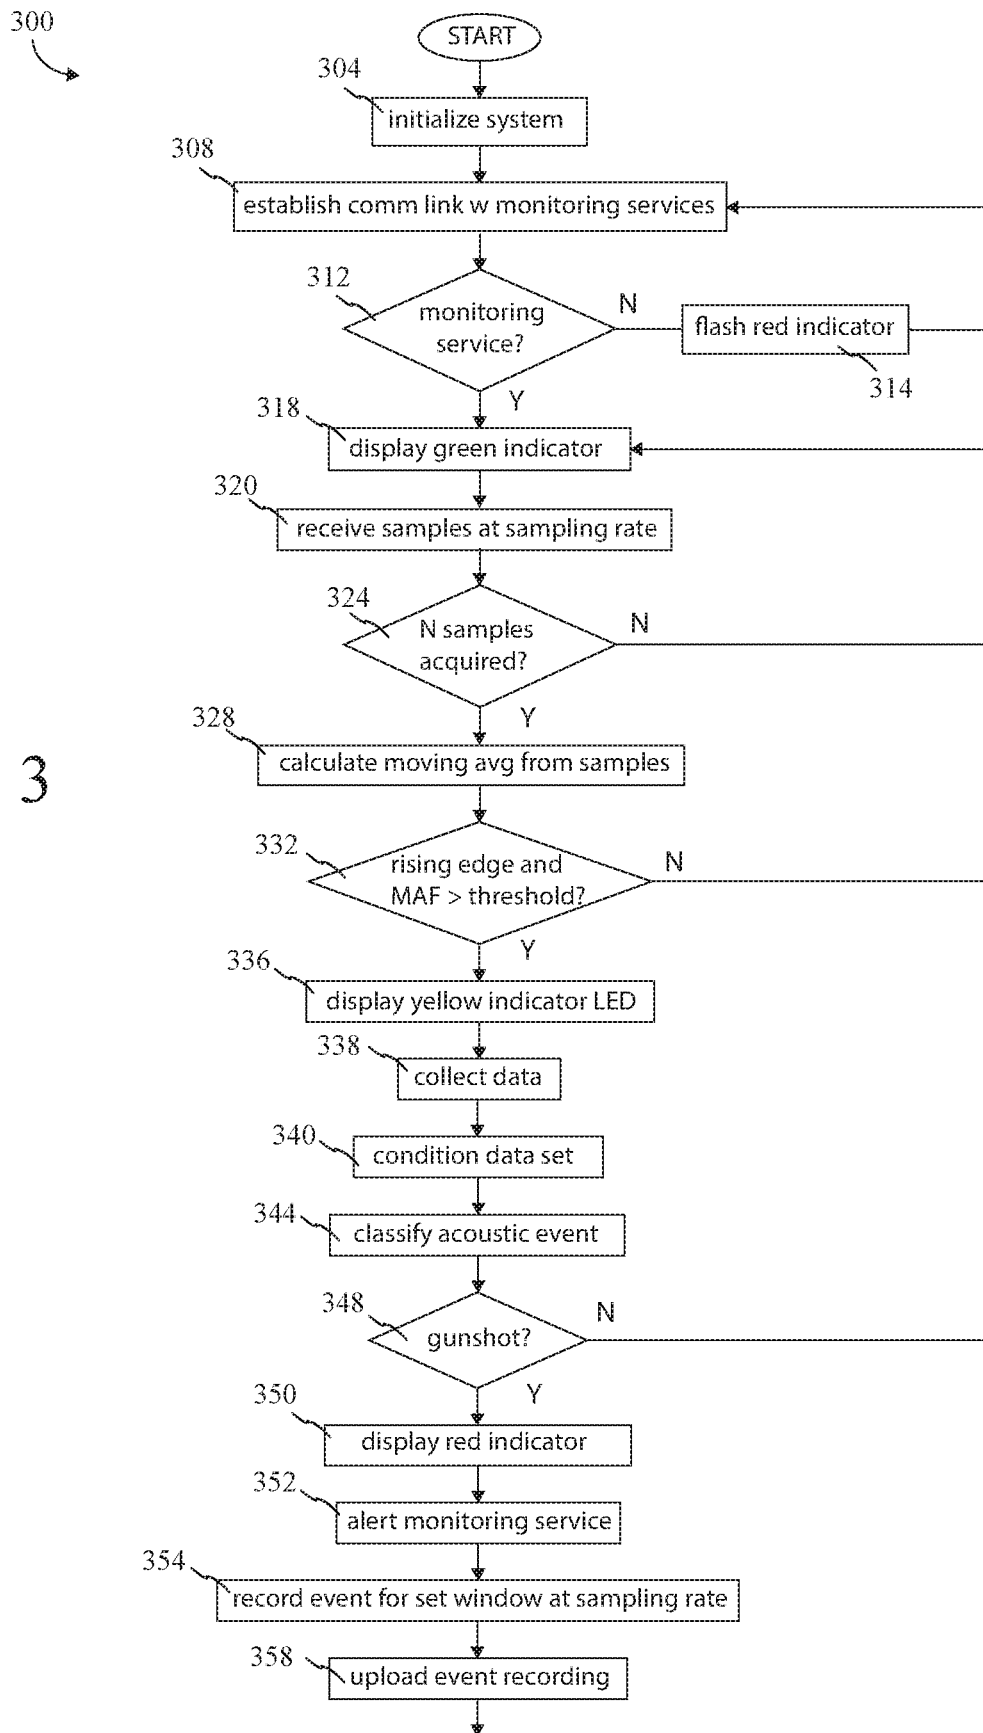 300
START
304
initialize system
308
establish comm link w monitoring services
312
monitoring
service?
N
flash red indicator
314
Y
318
display green indicator
320
receive samples at sampling rate
324
N samples
acquired?
N
Y
328
calculate moving avg from samples
3
332
rising edge and
MAF > threshold?
N
Y
336
display yellow indicator LED
338
collect data
340
condition data set
344
classify acoustic event
348
gunshot?
N
Y
350
display red indicator
352
alert monitoring service
354
record event for set window at sampling rate
358
upload event recording